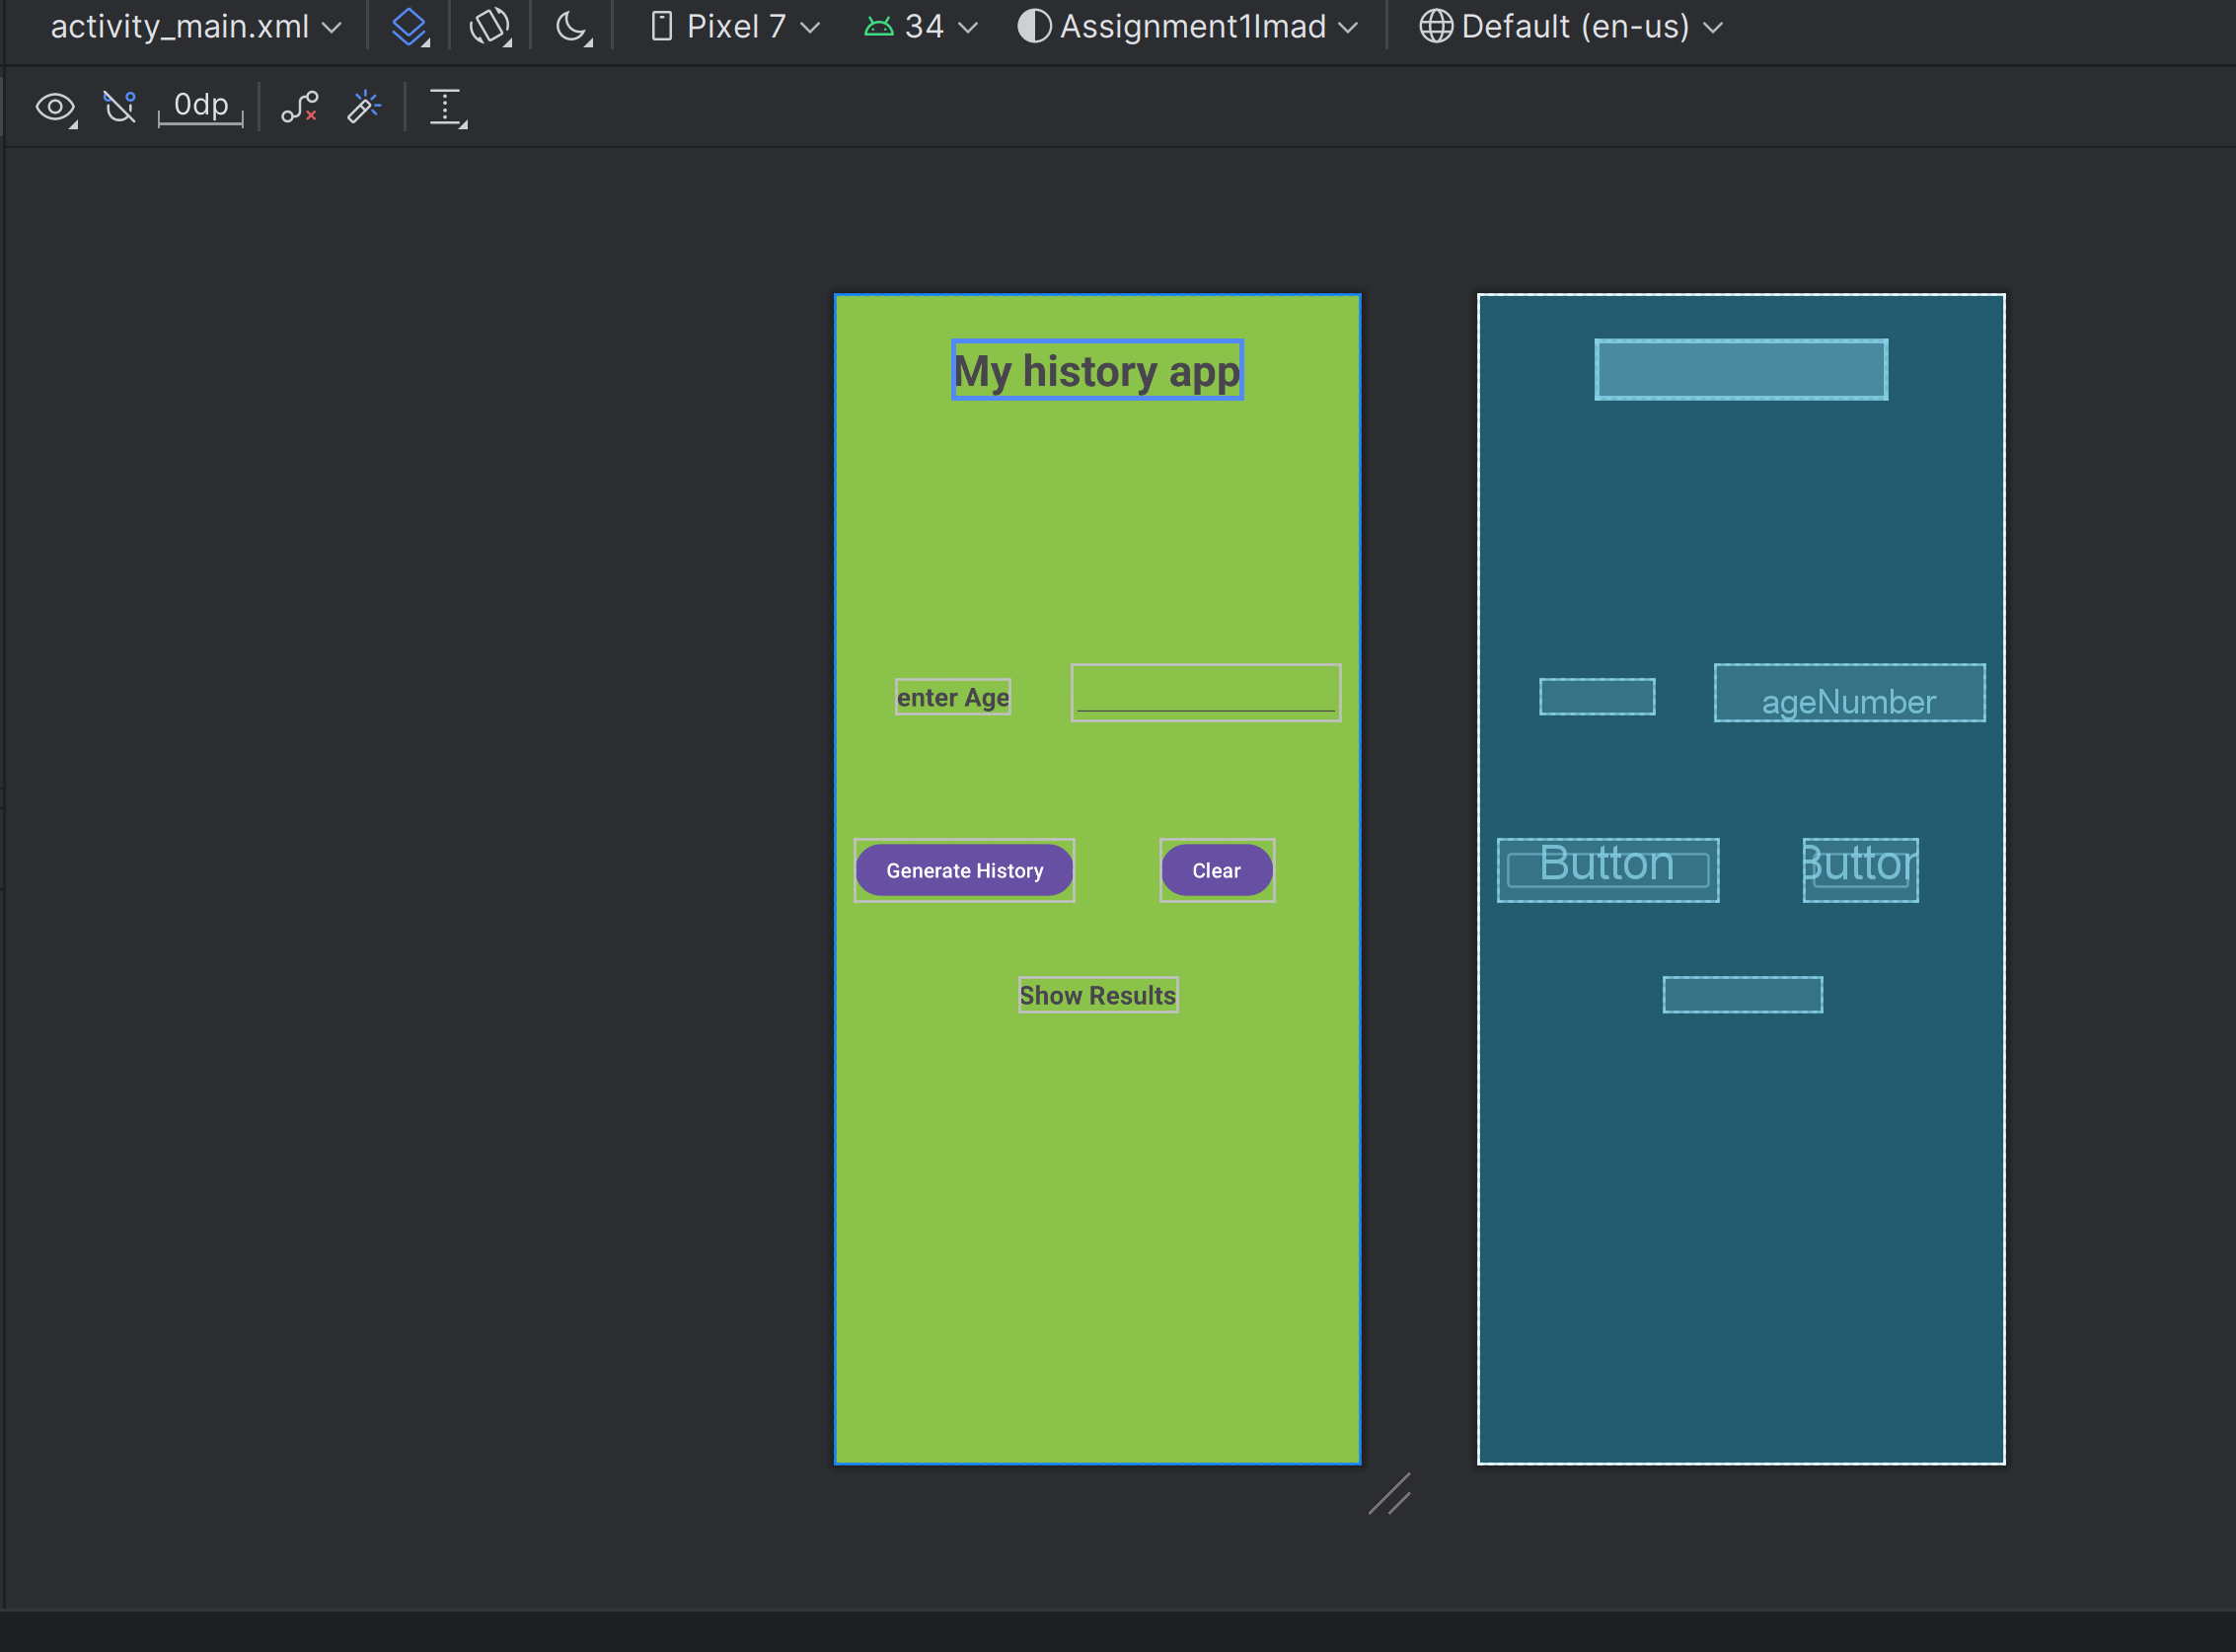 activity_main.xml Pixel 7 34 Assignment1Imad Default (en-us)
0dp
My history app
enter Age
ageNumber
Generate History Clear
Button Button
Show Results